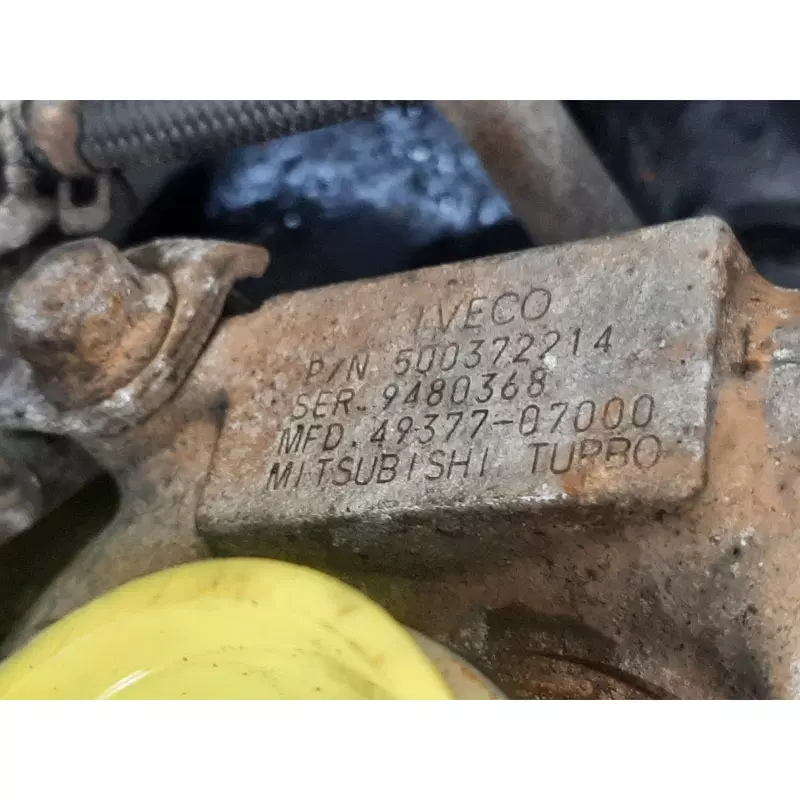 IVECO
P/N 500372214
SER. 9480368
MFD. 49377-07000
MITSUBISHI TURBO